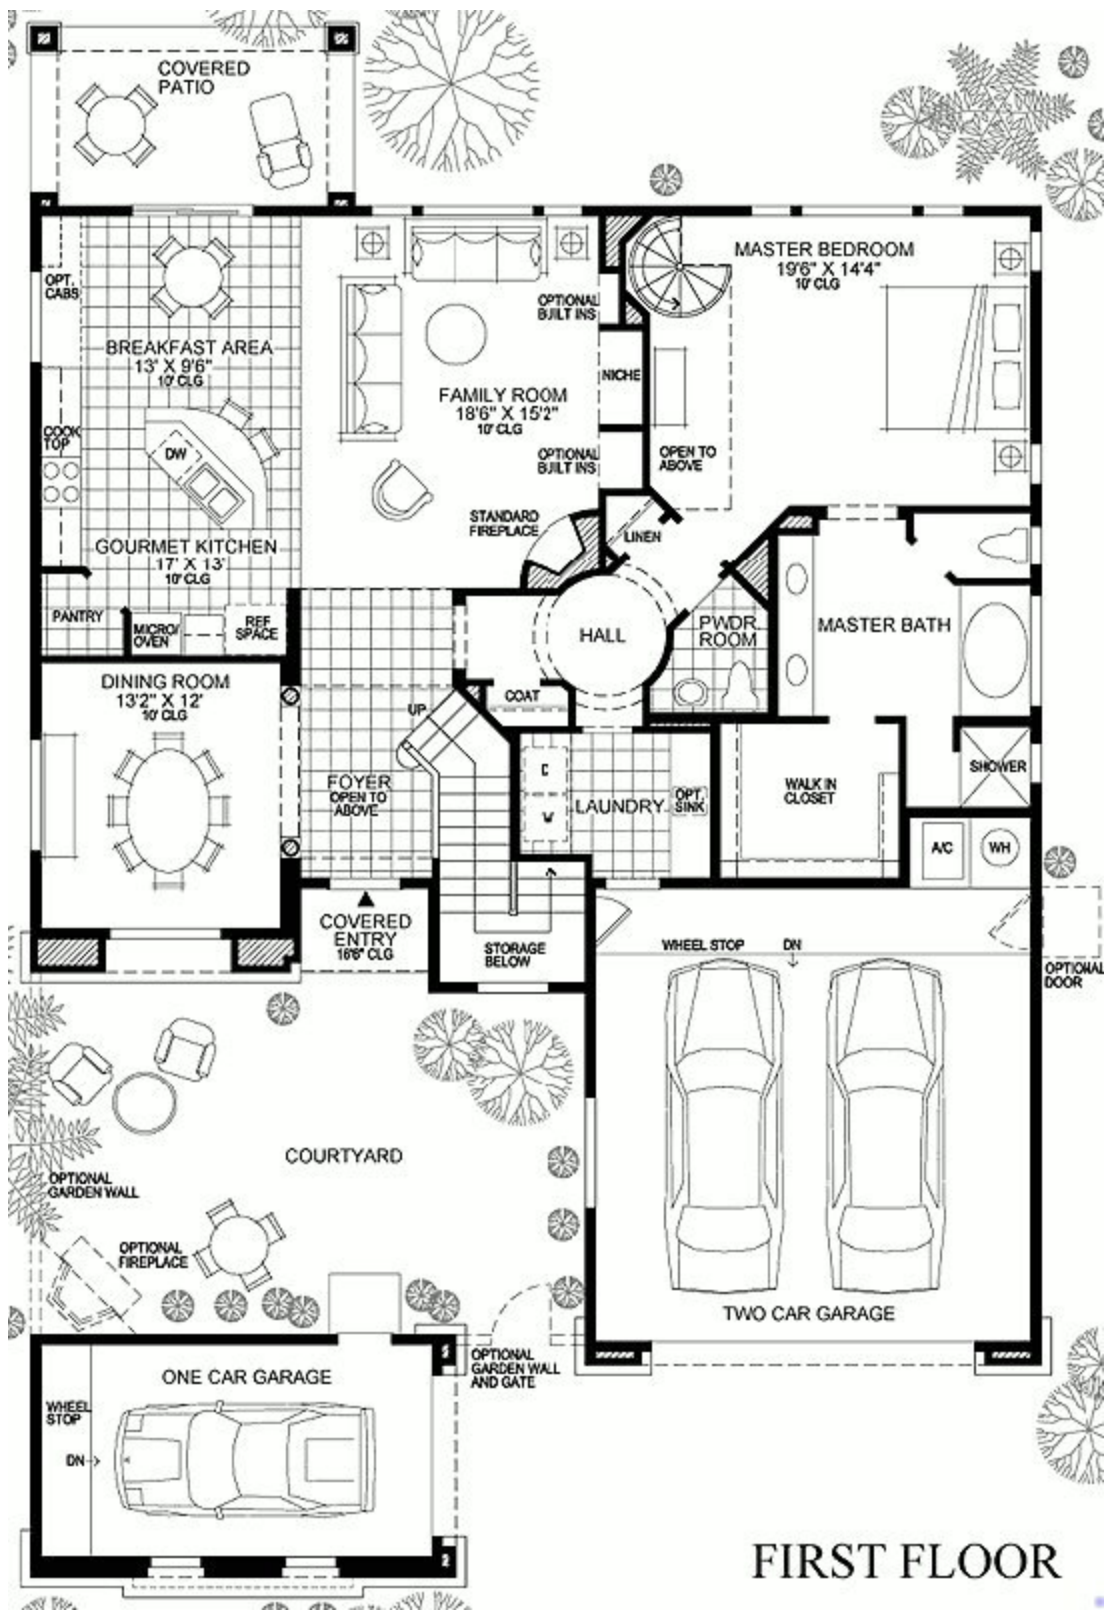 COVERED
PATIO
MASTER BEDROOM
19'6" X 14'4"
10' CLG
OPT.
CABS
OPTIONAL
BUILT INS
BREAKFAST AREA
13' X 9'6"
10' CLG
NICHE
FAMILY ROOM
18'6" X 15'2"
10' CLG
COOK
TOP
DW
OPTIONAL
BUILT INS
OPEN TO
ABOVE
STANDARD
FIREPLACE
LINEN
GOURMET KITCHEN
17' X 13'
10' CLG
PANTRY
MICRO/
OVEN
REF
SPACE
HALL
PWDR.
ROOM
MASTER BATH
DINING ROOM
13'2" X 12'
10' CLG
UP
COAT
FOYER
OPEN TO
ABOVE
D
W
LAUNDRY
OPT.
SINK
WALK IN
CLOSET
SHOWER
A/C
WH
COVERED
ENTRY
16'6" CLG
STORAGE
BELOW
WHEEL STOP
DN
OPTIONAL
DOOR
COURTYARD
OPTIONAL
GARDEN WALL
OPTIONAL
FIREPLACE
TWO CAR GARAGE
OPTIONAL
GARDEN WALL
AND GATE
ONE CAR GARAGE
WHEEL
STOP
DN
FIRST FLOOR